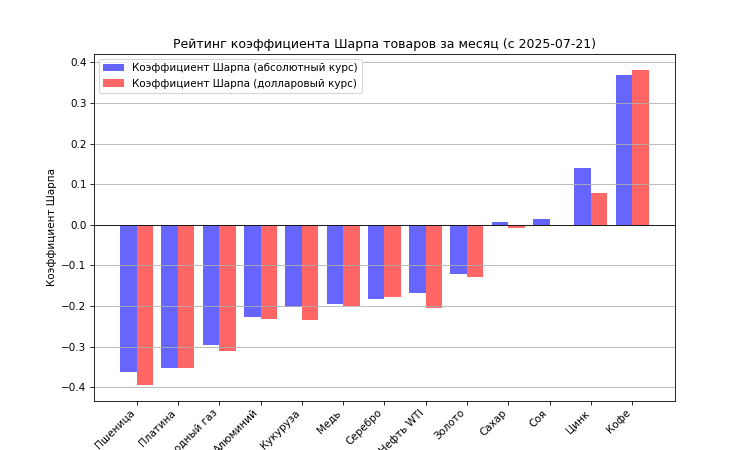 Рейтинг коэффициента Шарпа товаров за месяц (с 2025-07-21)
Коэффициент Шарпа (абсолютный курс)
Коэффициент Шарпа (долларовый курс)
Коэффициент Шарпа
0.4
0.3
0.2
0.1
0.0
−0.1
−0.2
−0.3
−0.4
Пшеница
Платина
одный газ
Алюминий
Кукуруза
Медь
Серебро
Нефть WTI
Золото
Сахар
Соя
Цинк
Кофе